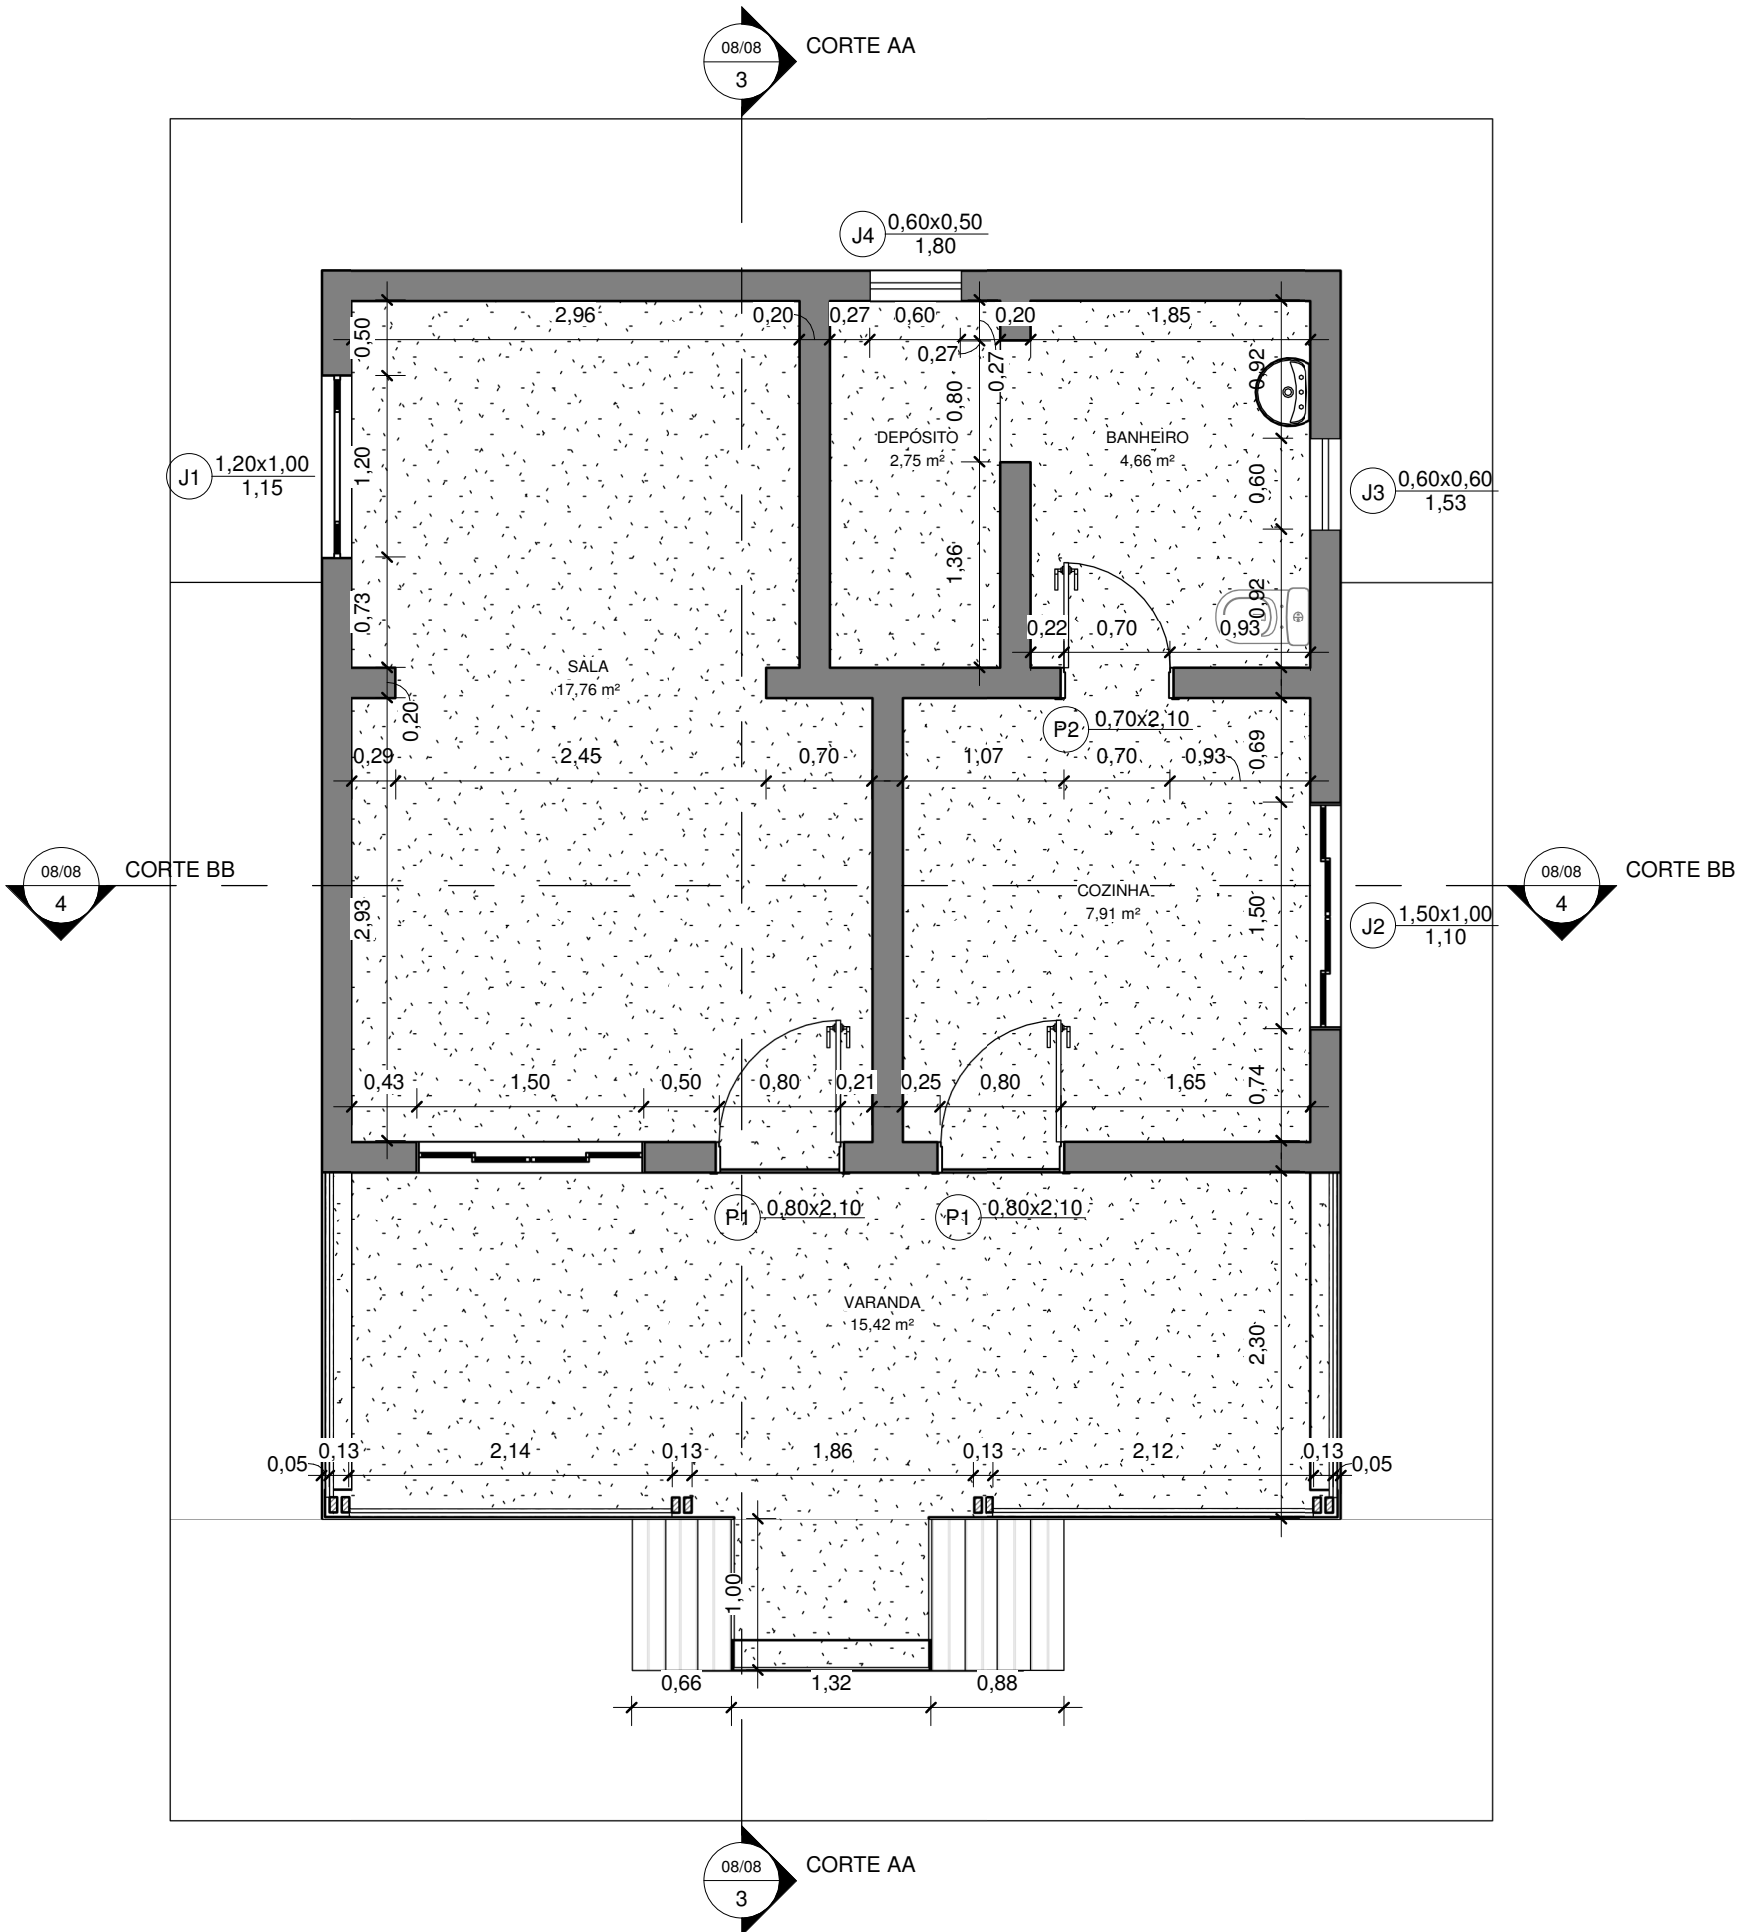 08/08
CORTE AA
3
J4
0,60x0,50
1,80
2,96
0,20
0,27
0,60
0,20
1,85
0,50
0,27
0,27
0,92
0,80
DEPÓSITO
2,75 m²
BANHEIRO
4,66 m²
J1
1,20x1,00
1,15
1,20
0,60
J3
0,60x0,60
1,53
1,36
0,73
0,92
0,22
0,70
0,93
SALA
17,76 m²
0,20
P2
0,70x2,10
0,69
0,29
2,45
0,70
1,07
0,70
0,93
08/08
4
CORTE BB
2,93
COZINHA
7,91 m²
1,50
08/08
4
CORTE BB
J2
1,50x1,00
1,10
0,43
1,50
0,50
0,80
0,21
0,25
0,80
1,65
0,74
P1
0,80x2,10
P1
0,80x2,10
VARANDA
15,42 m²
2,30
0,05
0,13
2,14
0,13
1,86
0,13
2,12
0,13
0,05
1,00
0,66
1,32
0,88
08/08
CORTE AA
3